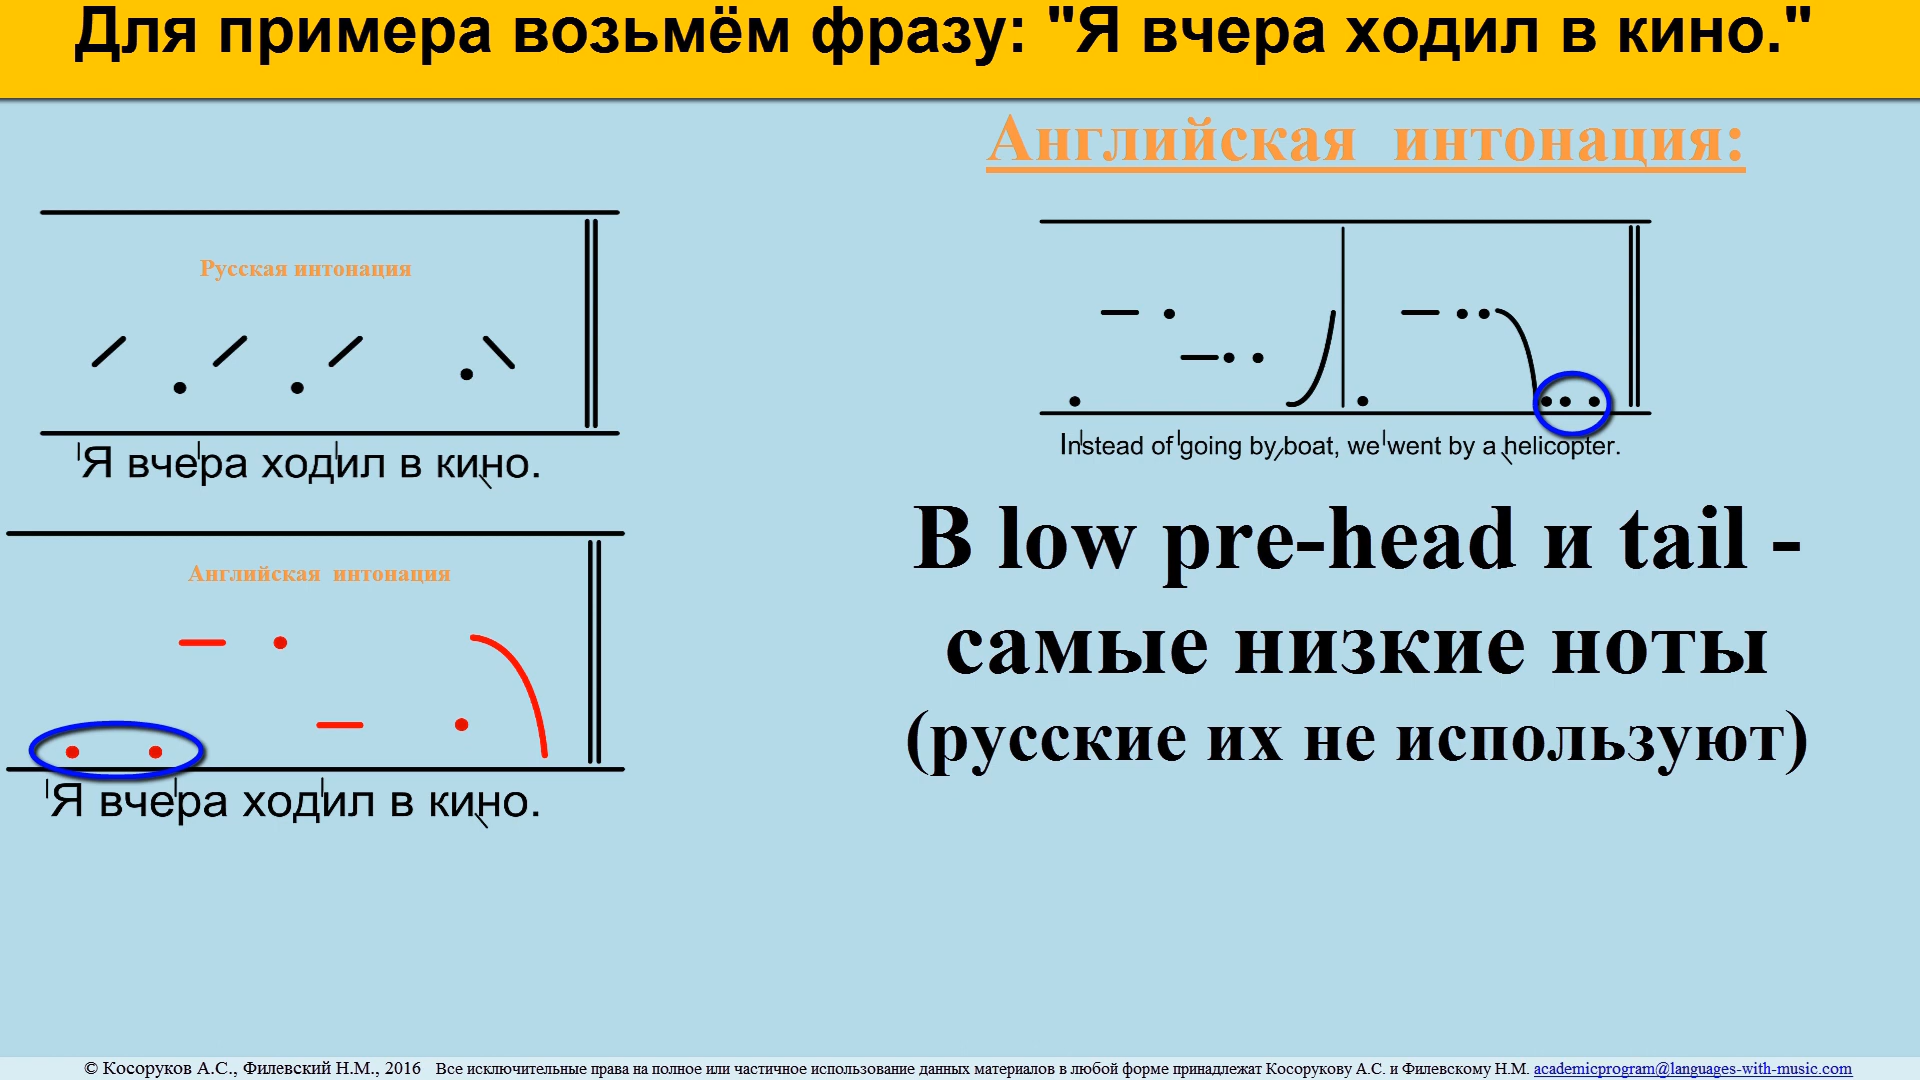 Для примера возьмём фразу: "Я вчера ходил в кино."
Английская интонация:
Русская интонация
Я вчера ходил в кино.
Английская интонация
Я вчера ходил в кино.
Instead of going by boat, we went by a helicopter.
В low pre-head и tail -
самые низкие ноты
(русские их не используют)
© Косоруков А.С., Филевский Н.М., 2016 Все исключительные права на полное или частичное использование данных материалов в любой форме принадлежат Косорукову А.С. и Филевскому Н.М. academicprogram@languages-with-music.com